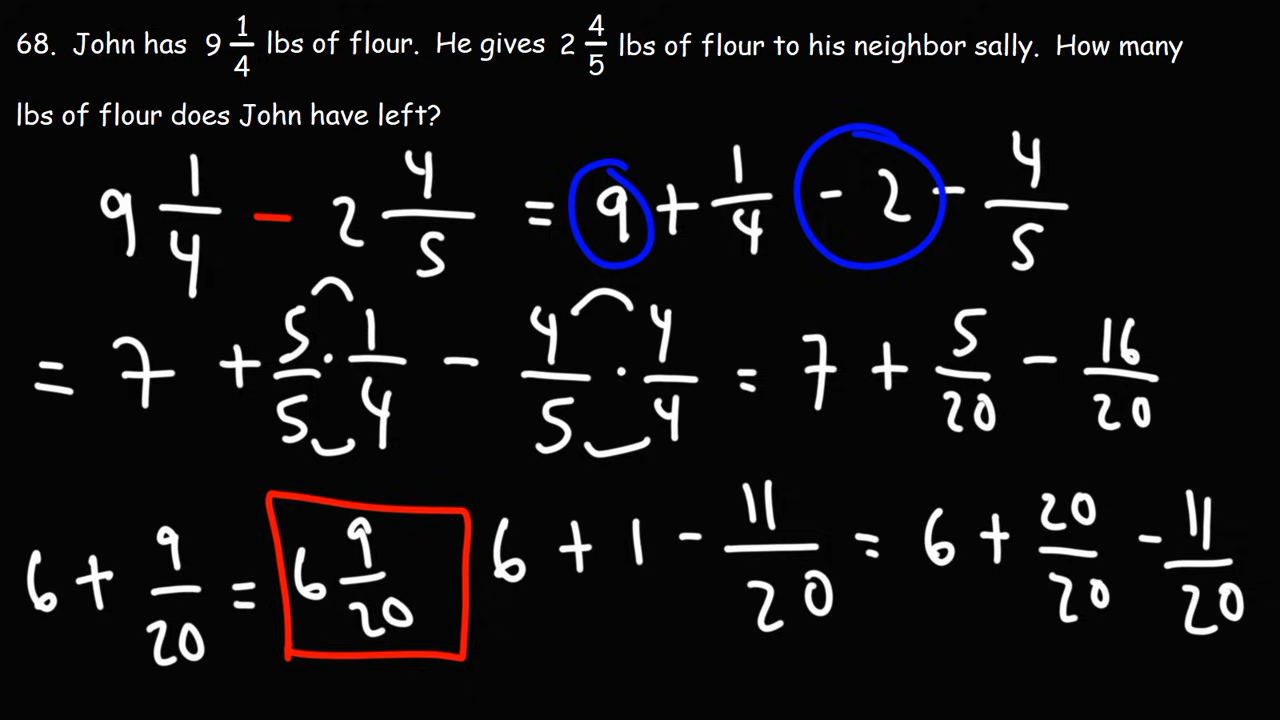 68. John has 9 1/4 lbs of flour. He gives 2 4/5 lbs of flour to his neighbor sally. How many
lbs of flour does John have left?
9 1/4 - 2 4/5 = 9 + 1/4 - 2 - 4/5
= 7 + 5/5 · 1/4 - 4/5 · 4/4 = 7 + 5/20 - 16/20
6 + 9/20 = 6 9/20 6 + 1 - 11/20 = 6 + 20/20 - 11/20